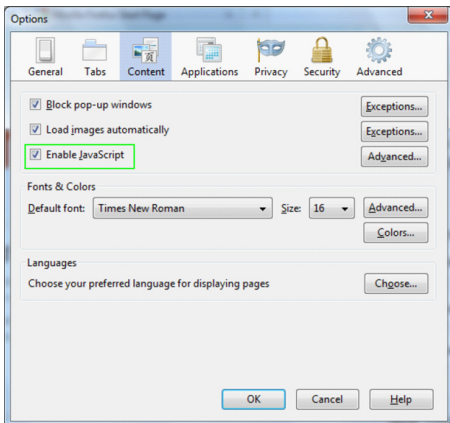 Options
General Tabs Content Applications Privacy Security Advanced
Block pop-up windows Exceptions...
Load images automatically Exceptions...
Enable JavaScript Advanced...
Fonts & Colors
Default font: Times New Roman Size: 16 Advanced...
Colors...
Languages
Choose your preferred language for displaying pages Choose...
OK Cancel Help